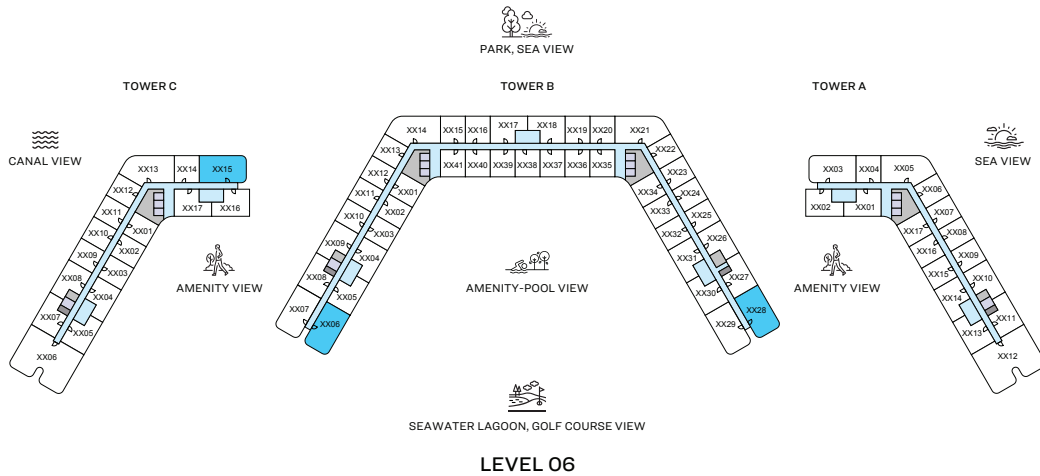 PARK, SEA VIEW
TOWER C
TOWER B
TOWER A
CANAL VIEW
SEA VIEW
XX13
XX14
XX15
XX12
XX11
XX10
XX09
XX08
XX07
XX06
XX01
XX02
XX03
XX04
XX05
XX17
XX16
AMENITY VIEW
XX14
XX15
XX16
XX17
XX18
XX19
XX20
XX21
XX13
XX12
XX11
XX10
XX09
XX08
XX07
XX06
XX41
XX40
XX39
XX38
XX37
XX36
XX35
XX01
XX02
XX03
XX04
XX05
XX22
XX23
XX24
XX25
XX26
XX27
XX28
XX34
XX33
XX32
XX31
XX30
XX29
AMENITY-POOL VIEW
AMENITY VIEW
XX03
XX04
XX05
XX02
XX01
XX06
XX07
XX08
XX09
XX10
XX11
XX12
XX17
XX16
XX15
XX14
XX13
SEAWATER LAGOON, GOLF COURSE VIEW
LEVEL 06